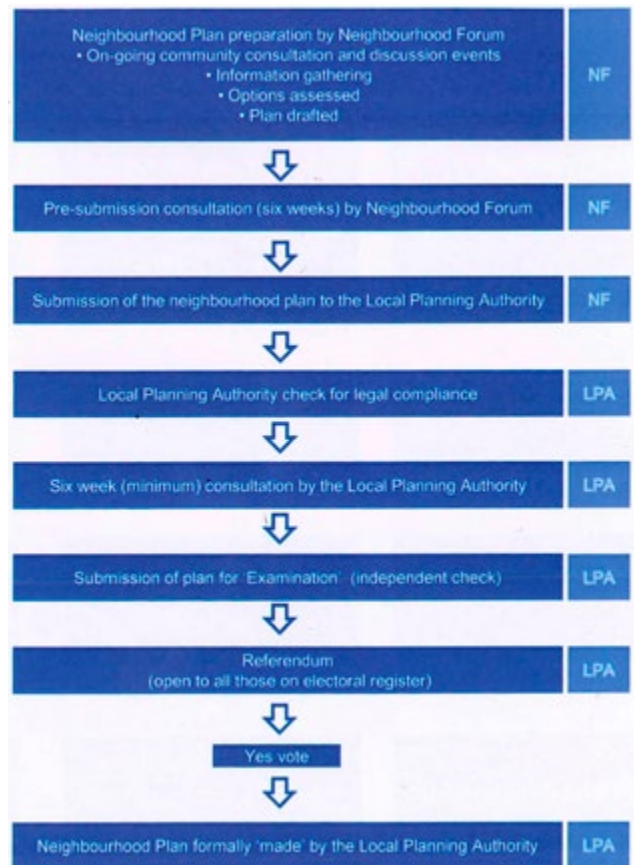 Neighbourhood Plan preparation by Neighbourhood Forum
• On-going community consultation and discussion events
• Information gathering
• Options assessed
• Plan drafted
NF
Pre-submission consultation (six weeks) by Neighbourhood Forum
NF
Submission of the neighbourhood plan to the Local Planning Authority
NF
Local Planning Authority check for legal compliance
LPA
Six week (minimum) consultation by the Local Planning Authority
LPA
Submission of plan for 'Examination' (independent check)
LPA
Referendum
(open to all those on electoral register)
LPA
Yes vote
Neighbourhood Plan formally 'made' by the Local Planning Authority
LPA